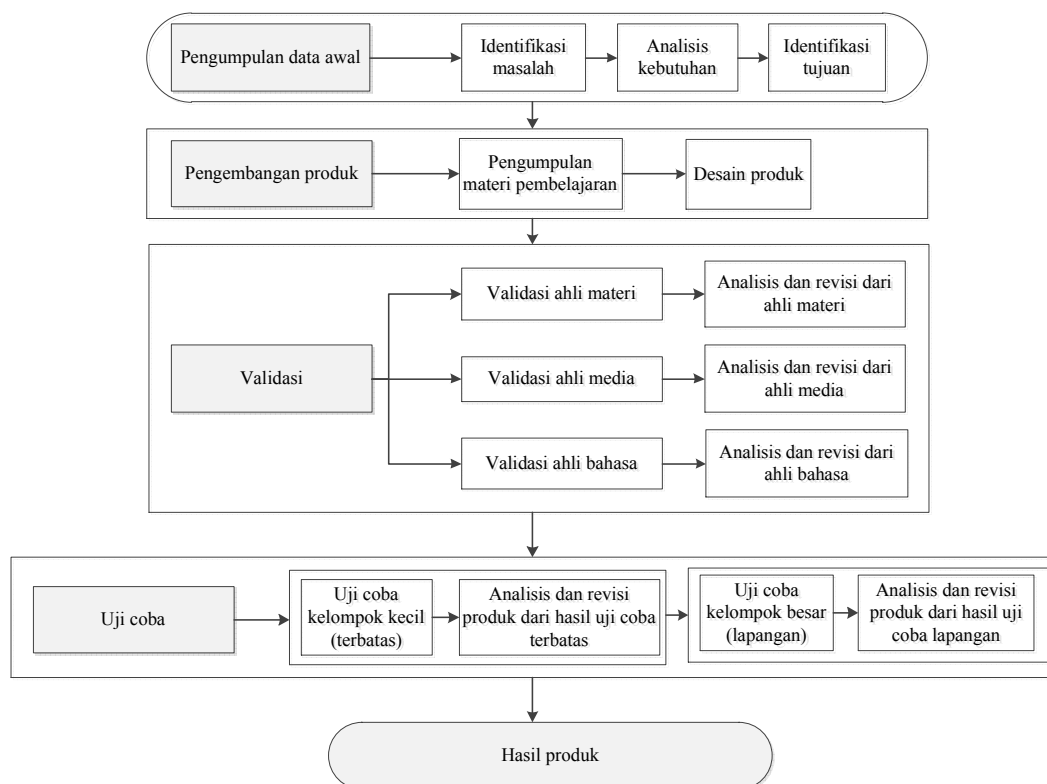 Pengumpulan data awal
Identifikasi
masalah
Analisis
kebutuhan
Identifikasi
tujuan
Pengembangan produk
Pengumpulan
materi pembelajaran
Desain produk
Validasi
Validasi ahli materi
Analisis dan revisi dari
ahli materi
Validasi ahli media
Analisis dan revisi dari
ahli media
Validasi ahli bahasa
Analisis dan revisi dari
ahli bahasa
Uji coba
Uji coba
kelompok kecil
(terbatas)
Analisis dan revisi
produk dari hasil uji coba
terbatas
Uji coba
kelompok besar
(lapangan)
Analisis dan revisi
produk dari hasil uji
coba lapangan
Hasil produk